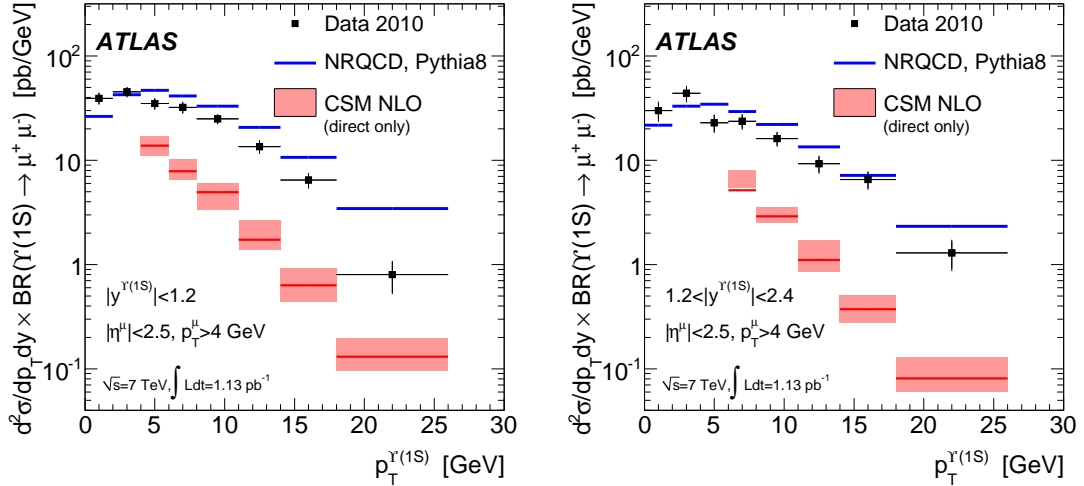 ATLAS
Data 2010
NRQCD, Pythia8
CSM NLO
(direct only)
d²σ/dp_T dy × BR(ϒ(1S) → μ⁺ μ⁻) [pb/GeV]
10²
10
1
10⁻¹
|y^ϒ(1S)|<1.2
|η^μ|<2.5, p_T^μ>4 GeV
√s=7 TeV, ∫ Ldt=1.13 pb⁻¹
0 5 10 15 20 25 30
p_T^ϒ(1S) [GeV]
ATLAS
Data 2010
NRQCD, Pythia8
CSM NLO
(direct only)
d²σ/dp_T dy × BR(ϒ(1S) → μ⁺ μ⁻) [pb/GeV]
10²
10
1
10⁻¹
1.2<|y^ϒ(1S)|<2.4
|η^μ|<2.5, p_T^μ>4 GeV
√s=7 TeV, ∫ Ldt=1.13 pb⁻¹
0 5 10 15 20 25 30
p_T^ϒ(1S) [GeV]